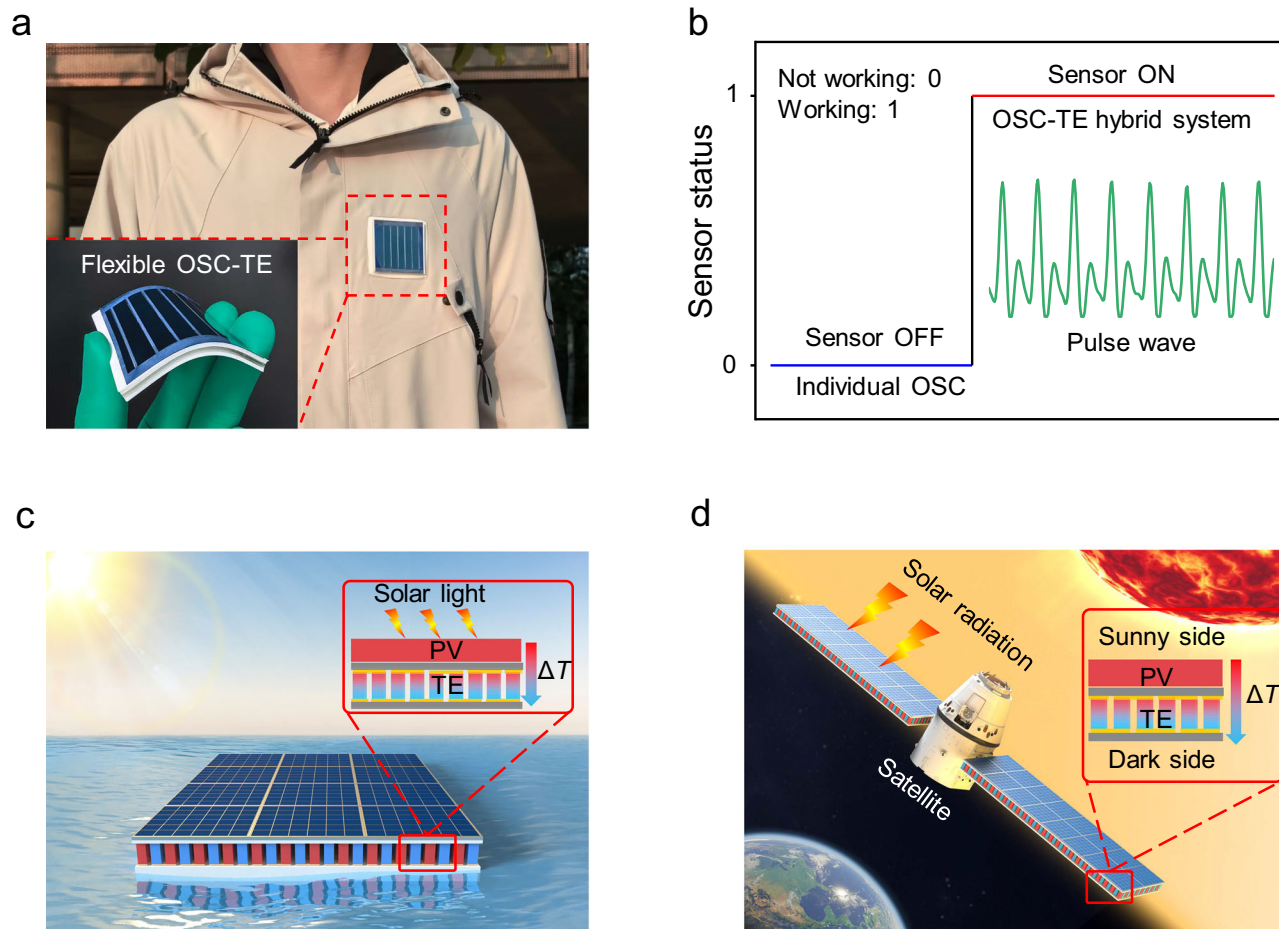 a
Flexible OSC-TE
b
Not working: 0
Working: 1
Sensor ON
OSC-TE hybrid system
1
Sensor status
Sensor OFF
Individual OSC
0
Pulse wave
c
Solar light
PV
TE
ΔT
d
Solar radiation
Satellite
Sunny side
PV
TE
ΔT
Dark side